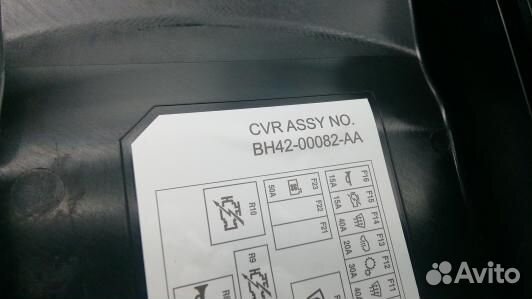 CVR ASSY NO.
BH42-00082-AA
F16 15A
F15 15A
F14 40A
F13 20A
F12 30A
F11 40A
F23 50A
F22
F21
R10
R9
Avito